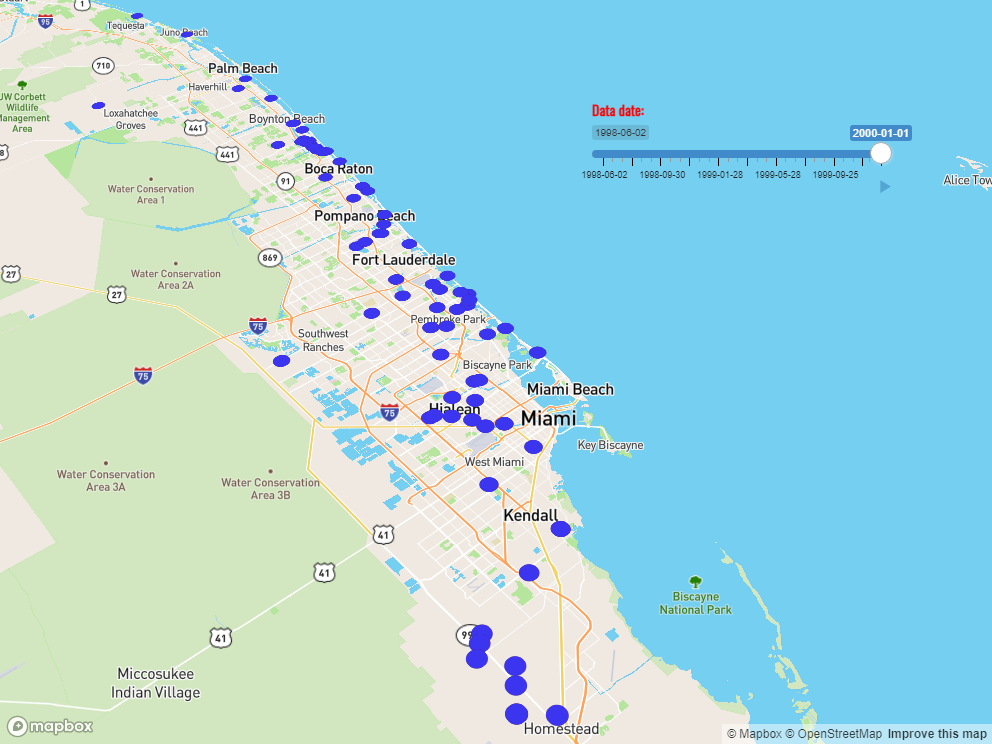 1
95
Tequesta
Juno Beach
710
Palm Beach
Haverhill
JW Corbett
Wildlife
Management
Area
Loxahatchee
Groves
441
Boynton Beach
441
Boca Raton
91
Water Conservation
Area 1
Pompano Beach
869
Fort Lauderdale
27
Water Conservation
Area 2A
27
75
Pembroke Park
Southwest
Ranches
75
Biscayne Park
Miami Beach
75
Hialeah
Miami
Key Biscayne
West Miami
Water Conservation
Area 3A
Water Conservation
Area 3B
Kendall
41
41
41
Biscayne
National Park
Miccosukee
Indian Village
Homestead
Data date:
1998-06-02
2000-01-01
1998-06-02 1998-09-30 1999-01-28 1999-05-28 1999-09-25
Alice Tow
mapbox
© Mapbox © OpenStreetMap Improve this map